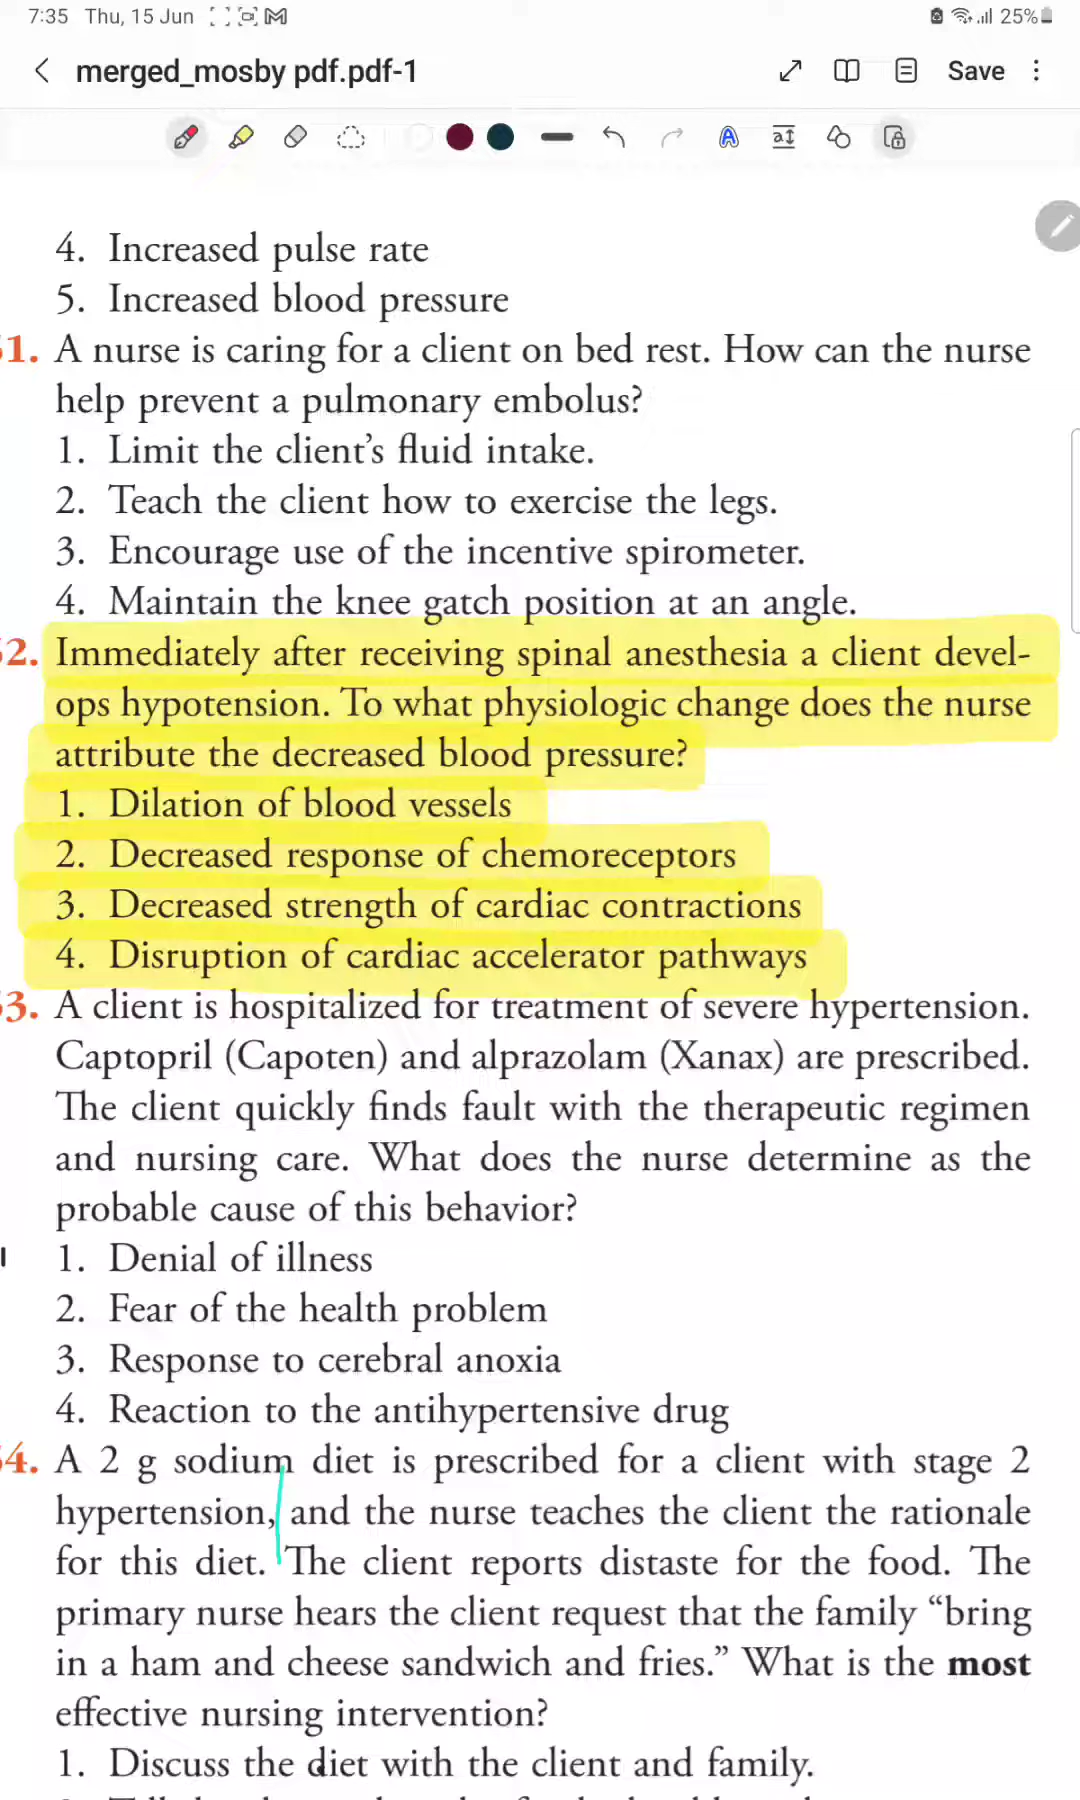 7:35 Thu, 15 Jun
25%
merged_mosby pdf.pdf-1
Save
4. Increased pulse rate
5. Increased blood pressure
1. A nurse is caring for a client on bed rest. How can the nurse
help prevent a pulmonary embolus?
1. Limit the client’s fluid intake.
2. Teach the client how to exercise the legs.
3. Encourage use of the incentive spirometer.
4. Maintain the knee gatch position at an angle.
2. Immediately after receiving spinal anesthesia a client devel-
ops hypotension. To what physiologic change does the nurse
attribute the decreased blood pressure?
1. Dilation of blood vessels
2. Decreased response of chemoreceptors
3. Decreased strength of cardiac contractions
4. Disruption of cardiac accelerator pathways
3. A client is hospitalized for treatment of severe hypertension.
Captopril (Capoten) and alprazolam (Xanax) are prescribed.
The client quickly finds fault with the therapeutic regimen
and nursing care. What does the nurse determine as the
probable cause of this behavior?
1. Denial of illness
2. Fear of the health problem
3. Response to cerebral anoxia
4. Reaction to the antihypertensive drug
4. A 2 g sodium diet is prescribed for a client with stage 2
hypertension, and the nurse teaches the client the rationale
for this diet. The client reports distaste for the food. The
primary nurse hears the client request that the family “bring
in a ham and cheese sandwich and fries.” What is the most
effective nursing intervention?
1. Discuss the diet with the client and family.